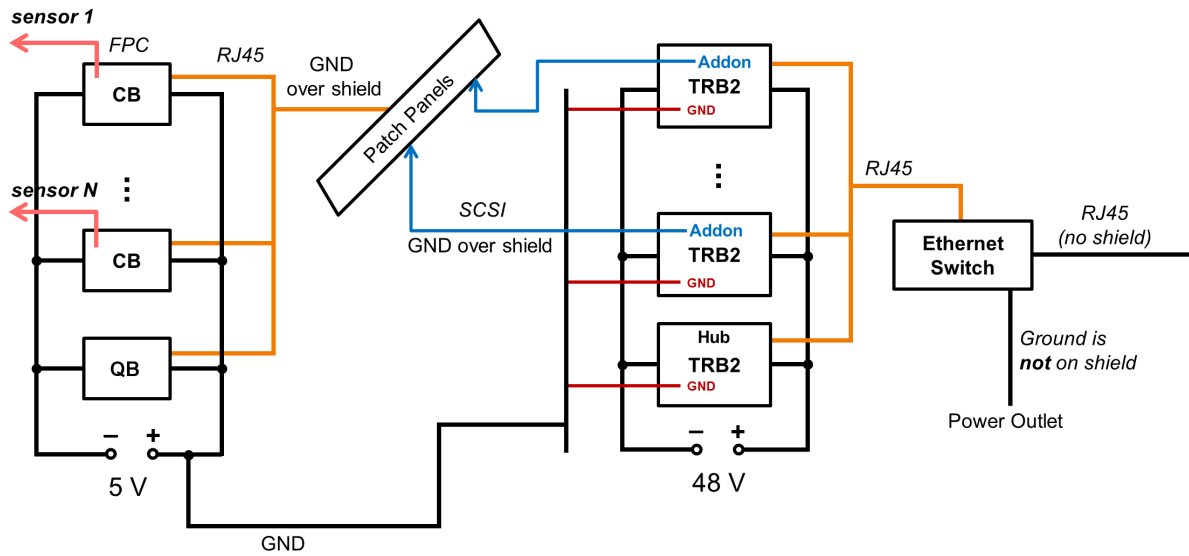 sensor 1
FPC
RJ45
CB
GND
over shield
Patch Panels
Addon
TRB2
GND
⋮
⋮
RJ45
sensor N
CB
SCSI
GND over shield
Addon
TRB2
GND
Ethernet
Switch
RJ45
(no shield)
QB
Hub
TRB2
GND
Ground is
not on shield
Power Outlet
– +
5 V
– +
48 V
GND